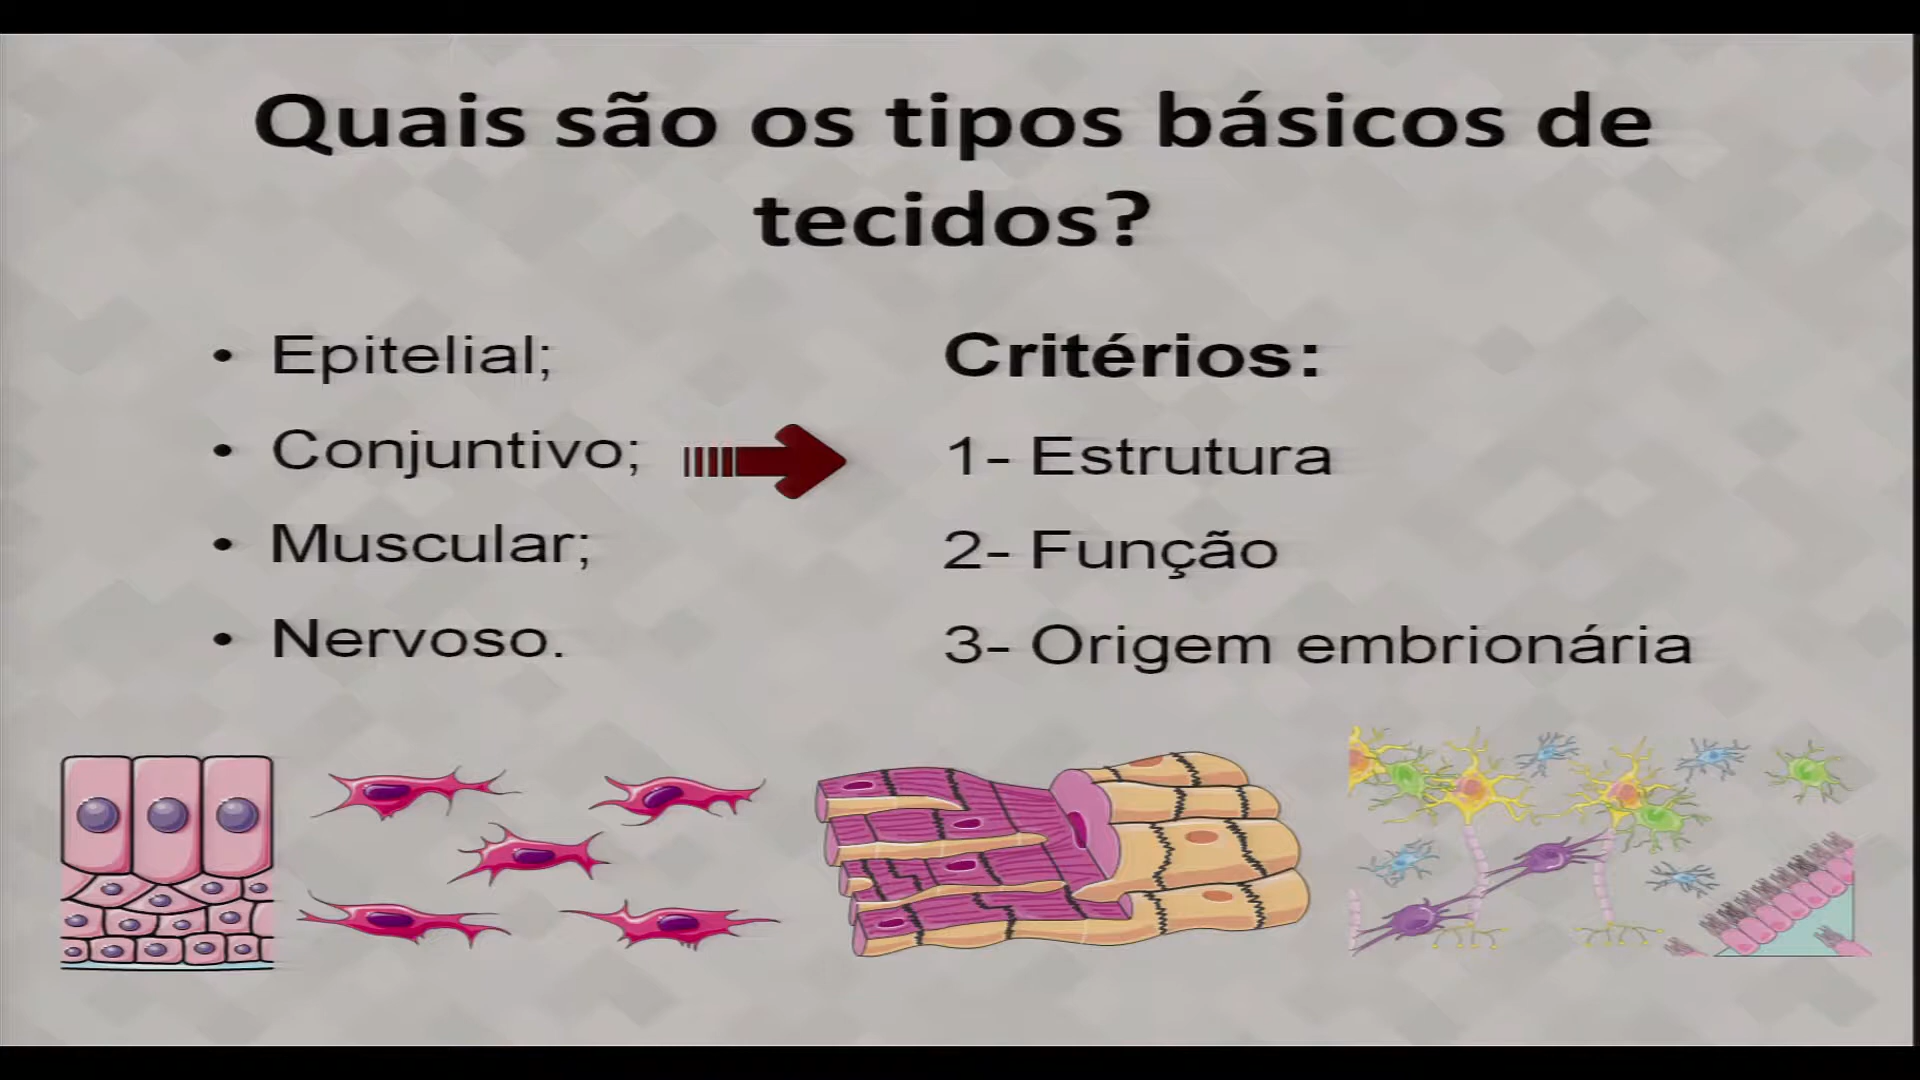 Quais são os tipos básicos de
tecidos?
• Epitelial;
• Conjuntivo;
• Muscular;
• Nervoso.
Critérios:
1- Estrutura
2- Função
3- Origem embrionária